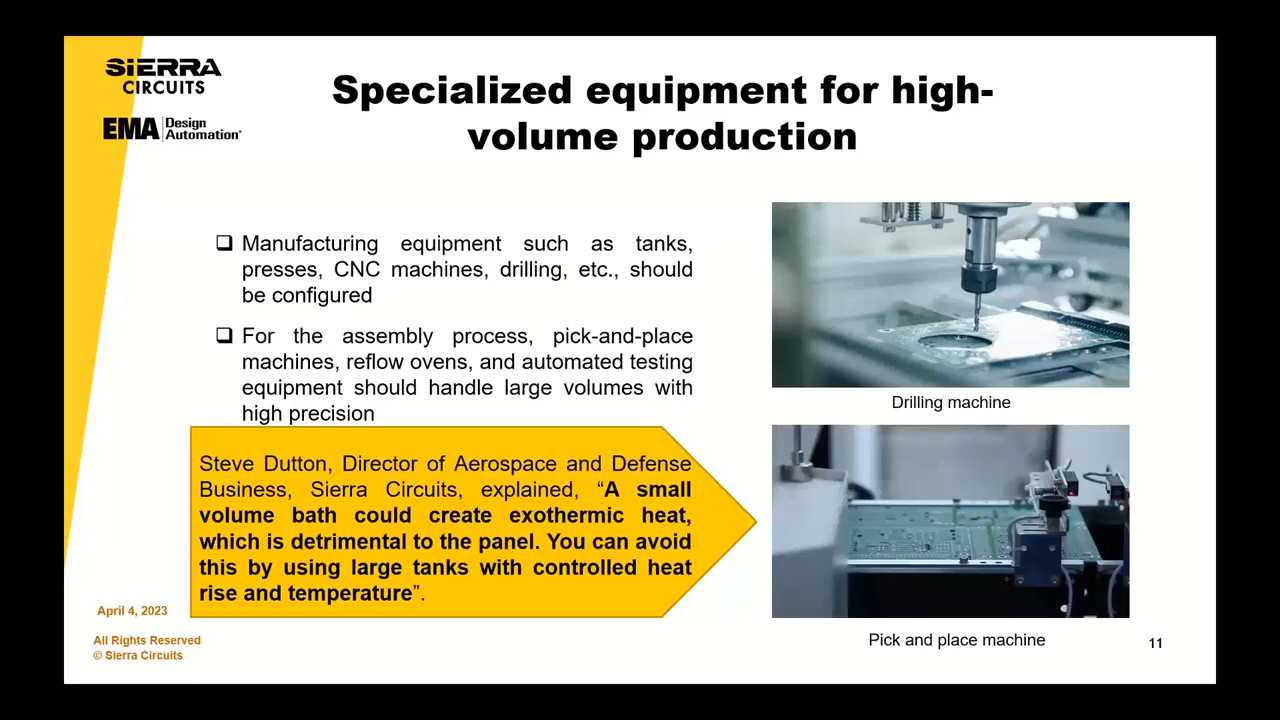 SIERRA
CIRCUITS
EMA Design
Automation®
Specialized equipment for high-
volume production
❑ Manufacturing equipment such as tanks,
presses, CNC machines, drilling, etc., should
be configured
❑ For the assembly process, pick-and-place
machines, reflow ovens, and automated testing
equipment should handle large volumes with
high precision
Steve Dutton, Director of Aerospace and Defense
Business, Sierra Circuits, explained, “A small
volume bath could create exothermic heat,
which is detrimental to the panel. You can avoid
this by using large tanks with controlled heat
rise and temperature”.
Drilling machine
Pick and place machine
April 4, 2023
All Rights Reserved
© Sierra Circuits
11